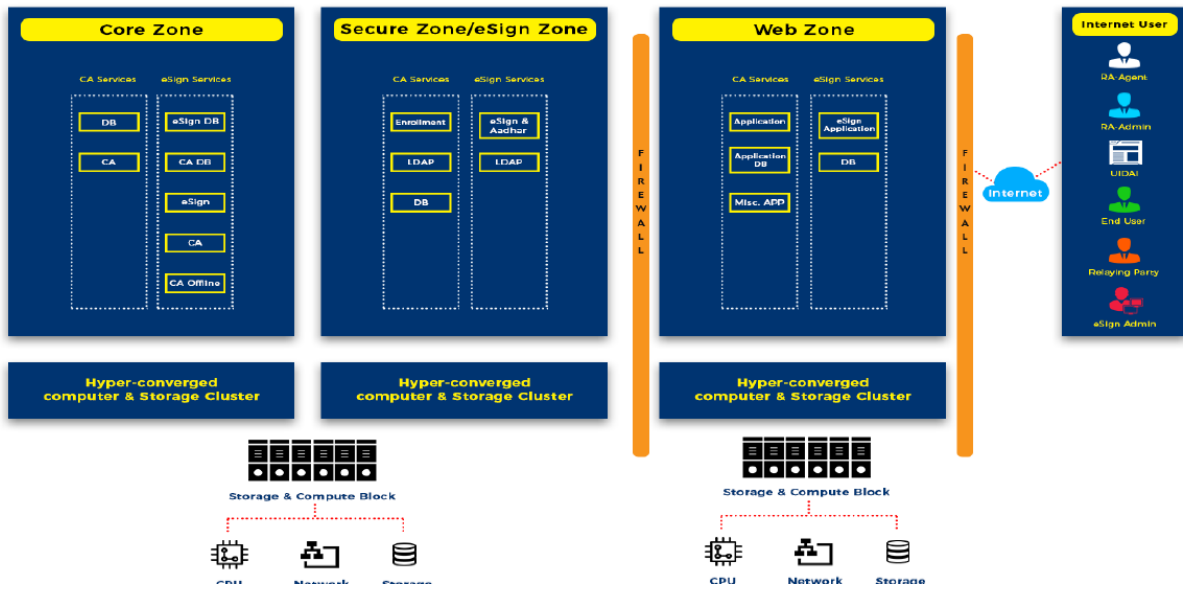 Core Zone
CA Services
eSign Services
DB
CA
eSign DB
CA DB
eSign
CA
CA Offline
Hyper-converged
computer & Storage Cluster
Secure Zone/eSign Zone
CA Services
eSign Services
Enrollment
LDAP
DB
eSign &
Aadhar
LDAP
Hyper-converged
computer & Storage Cluster
Storage & Compute Block
CPU
Network
Storage
FIREWALL
Web Zone
CA Services
eSign Services
Application
Application
DB
Misc. APP
eSign
Application
DB
Hyper-converged
computer & Storage Cluster
Storage & Compute Block
CPU
Network
Storage
FIREWALL
Internet
Internet User
RA-Agent
RA-Admin
UIDAI
End User
Relaying Party
eSign Admin